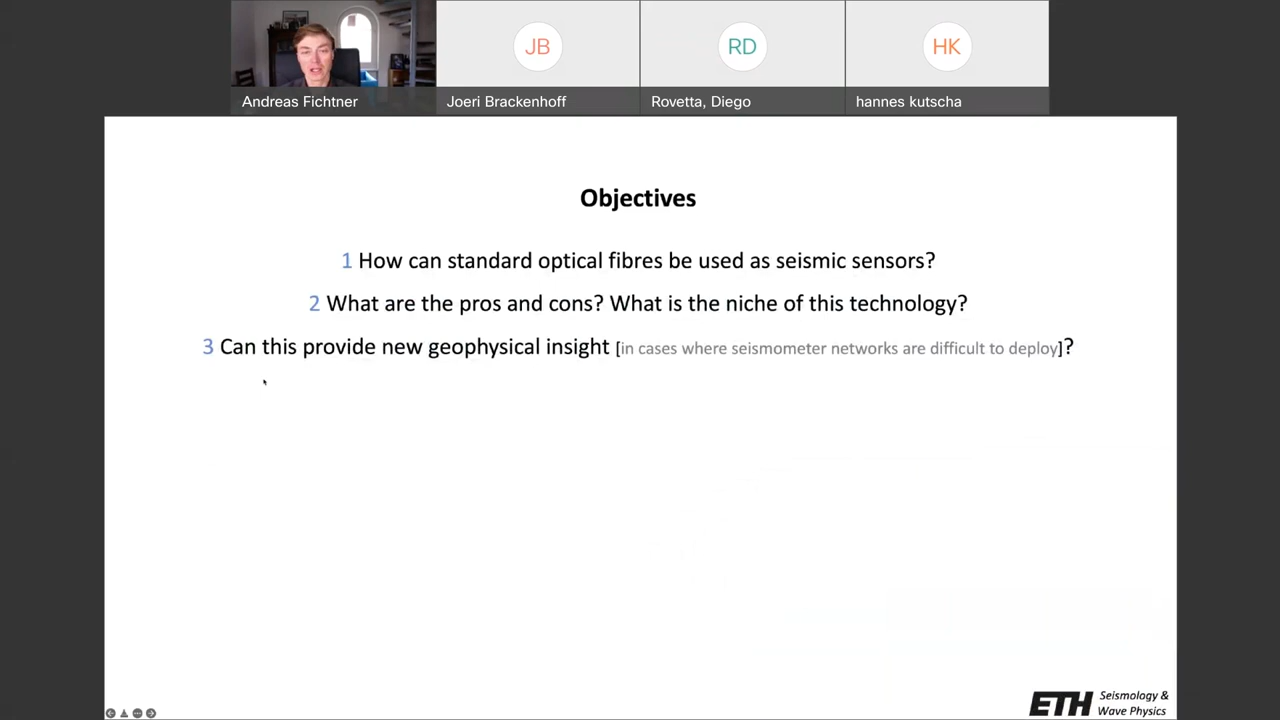 JB
RD
HK
Andreas Fichtner
Joeri Brackenhoff
Rovetta, Diego
hannes kutscha
Objectives
1 How can standard optical fibres be used as seismic sensors?
2 What are the pros and cons? What is the niche of this technology?
3 Can this provide new geophysical insight [in cases where seismometer networks are difficult to deploy]?
ETH Seismology &
Wave Physics